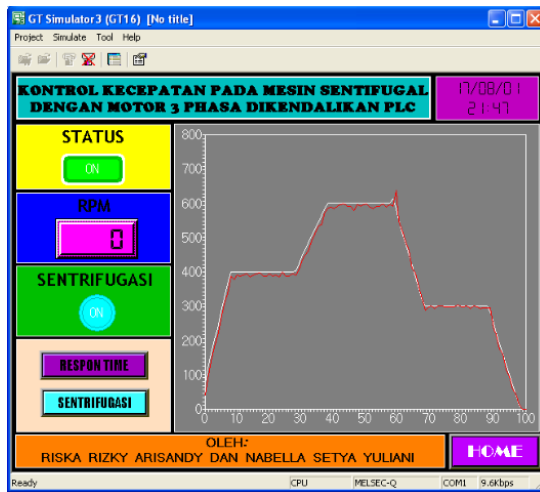 GT Simulator3 (GT16) [No title]
Project Simulate Tool Help
KONTROL KECEPATAN PADA MESIN SENTIFUGAL
DENGAN MOTOR 3 PHASA DIKENDALIKAN PLC
17/08/01
21:47
STATUS
ON
RPM
0
SENTRIFUGASI
ON
RESPON TIME
SENTRIFUGASI
800
700
600
500
400
300
200
100
0
0 10 20 30 40 50 60 70 80 90 100
OLEH:
RISKA RIZKY ARISANDY DAN NABELLA SETYA YULIANI
HOME
Ready CPU MELSEC-Q COM1 9.6Kbps